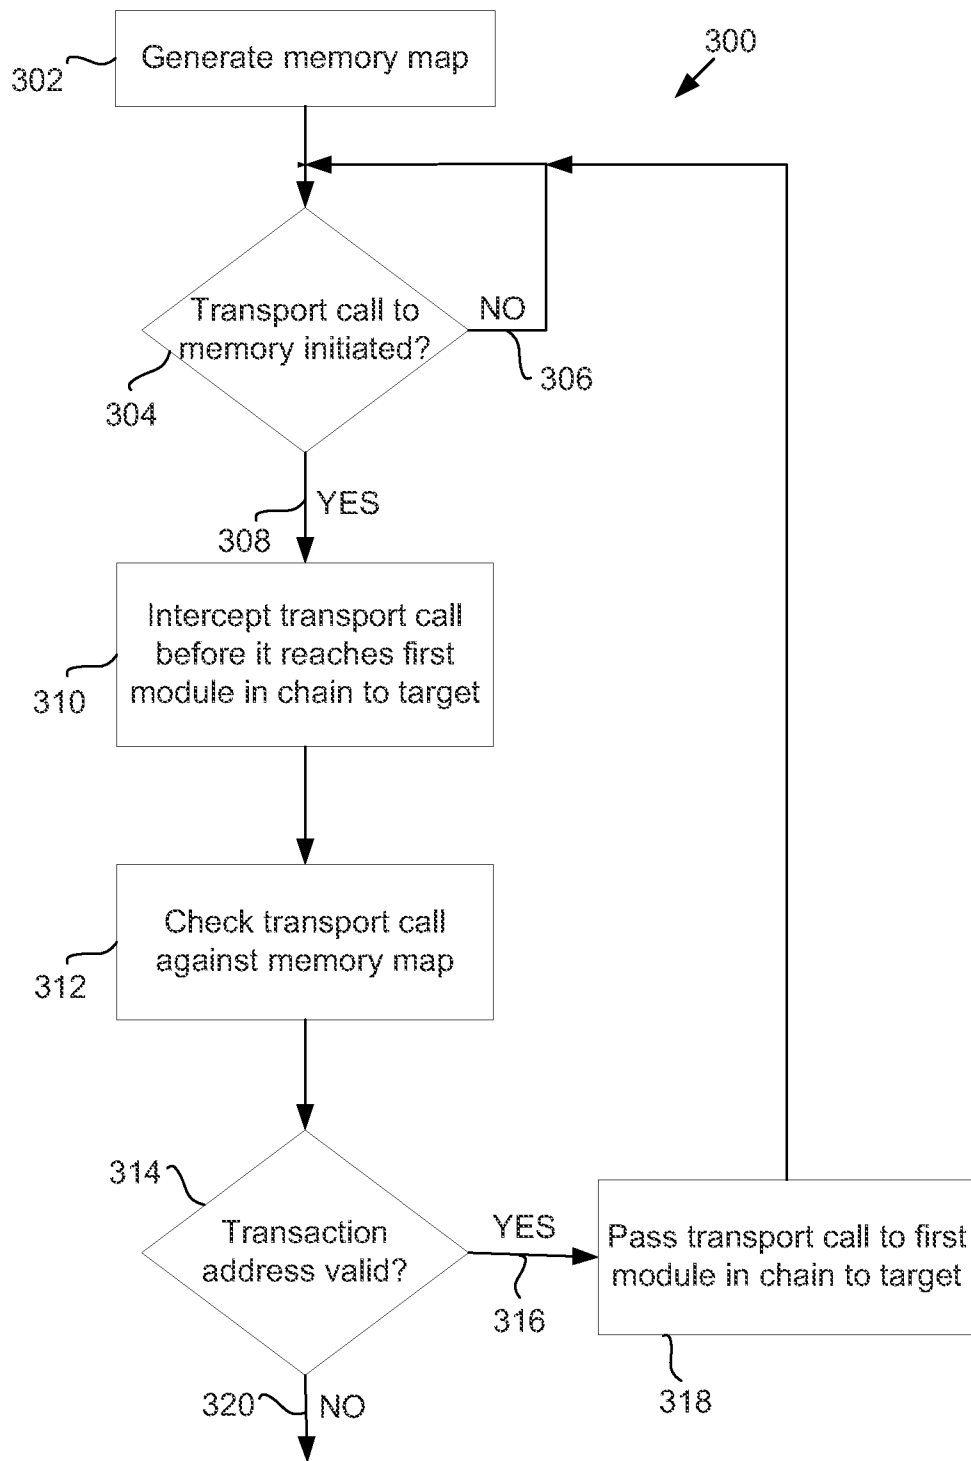 Generate memory map
302
300
Transport call to
memory initiated?
NO
304
306
YES
308
Intercept transport call
before it reaches first
module in chain to target
310
Check transport call
against memory map
312
314
Transaction
address valid?
YES
316
Pass transport call to first
module in chain to target
318
320
NO